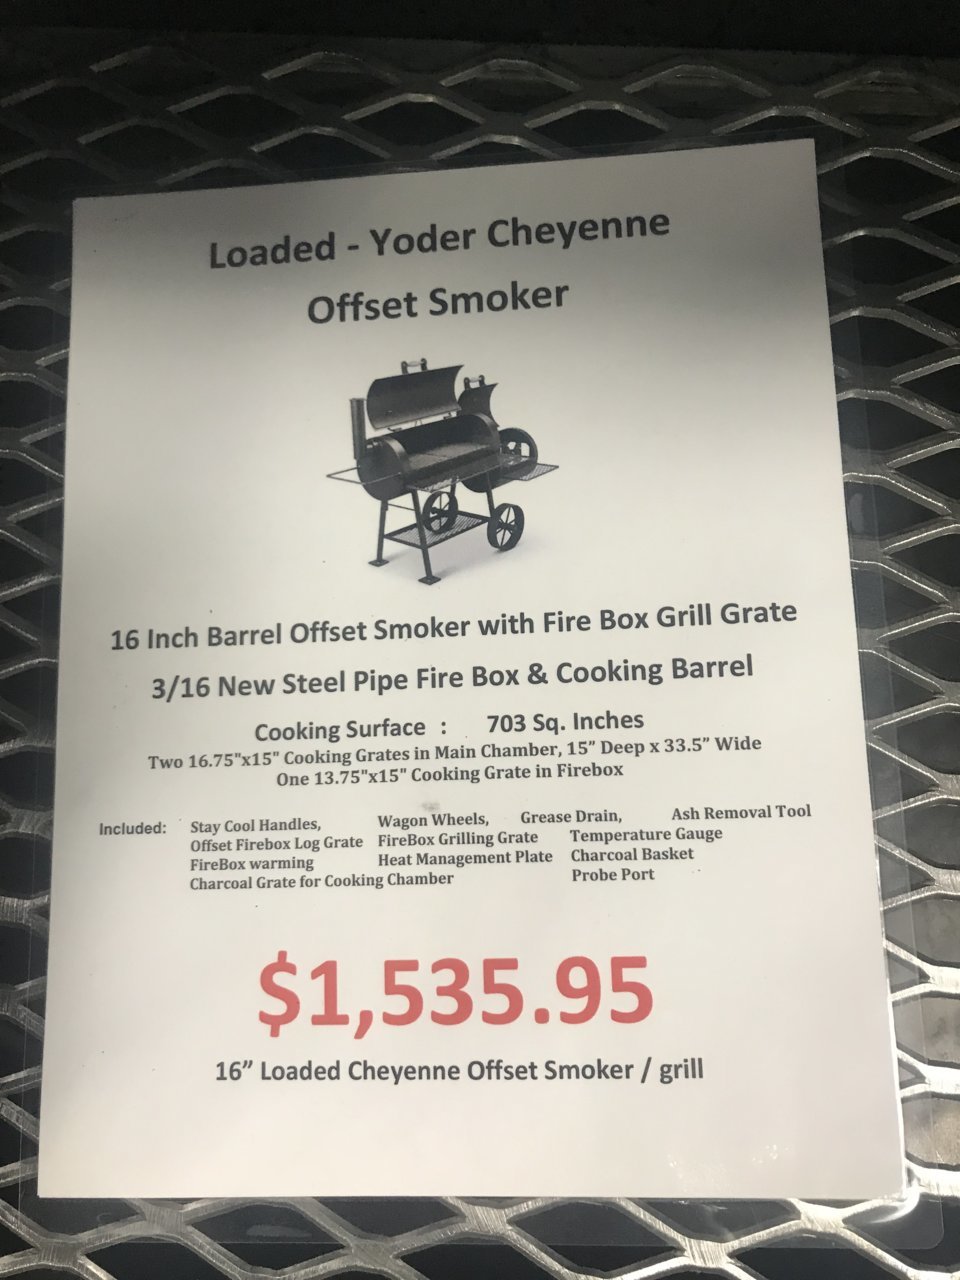 Loaded - Yoder Cheyenne
Offset Smoker
16 Inch Barrel Offset Smoker with Fire Box Grill Grate
3/16 New Steel Pipe Fire Box & Cooking Barrel
Cooking Surface : 703 Sq. Inches
Two 16.75"x15" Cooking Grates in Main Chamber, 15” Deep x 33.5” Wide
One 13.75"x15" Cooking Grate in Firebox
Included: Stay Cool Handles, Wagon Wheels, Grease Drain, Ash Removal Tool
Offset Firebox Log Grate FireBox Grilling Grate Temperature Gauge
FireBox warming Heat Management Plate Charcoal Basket
Charcoal Grate for Cooking Chamber Probe Port
$1,535.95
16” Loaded Cheyenne Offset Smoker / grill